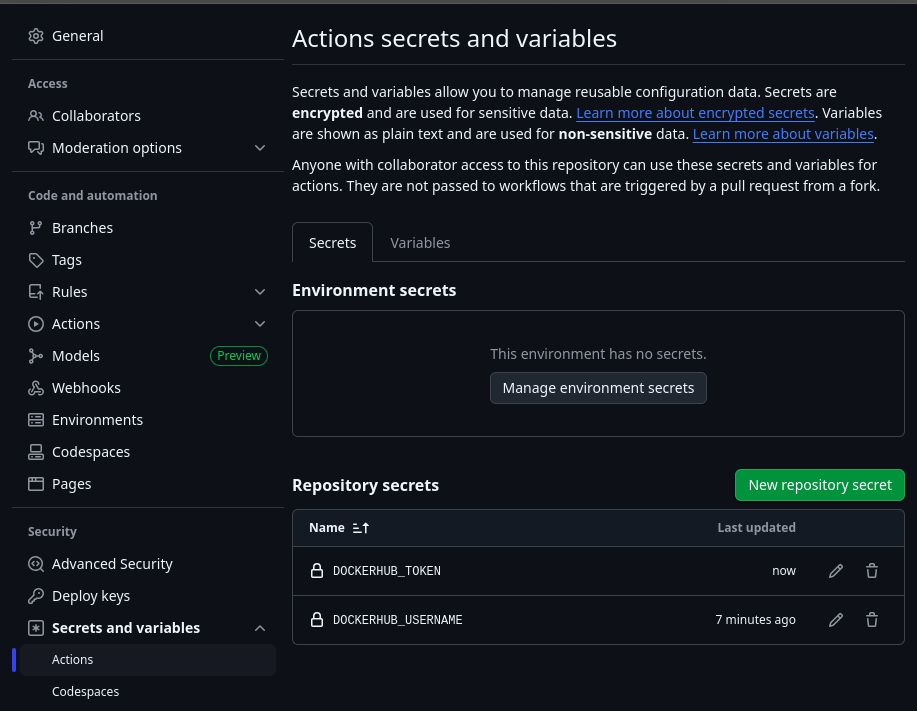 General
Access
Collaborators
Moderation options
Code and automation
Branches
Tags
Rules
Actions
Models Preview
Webhooks
Environments
Codespaces
Pages
Security
Advanced Security
Deploy keys
Secrets and variables
Actions
Codespaces
Actions secrets and variables
Secrets and variables allow you to manage reusable configuration data. Secrets are
encrypted and are used for sensitive data. Learn more about encrypted secrets. Variables
are shown as plain text and are used for non-sensitive data. Learn more about variables.
Anyone with collaborator access to this repository can use these secrets and variables for
actions. They are not passed to workflows that are triggered by a pull request from a fork.
Secrets Variables
Environment secrets
This environment has no secrets.
Manage environment secrets
Repository secrets New repository secret
Name Last updated
DOCKERHUB_TOKEN now
DOCKERHUB_USERNAME 7 minutes ago